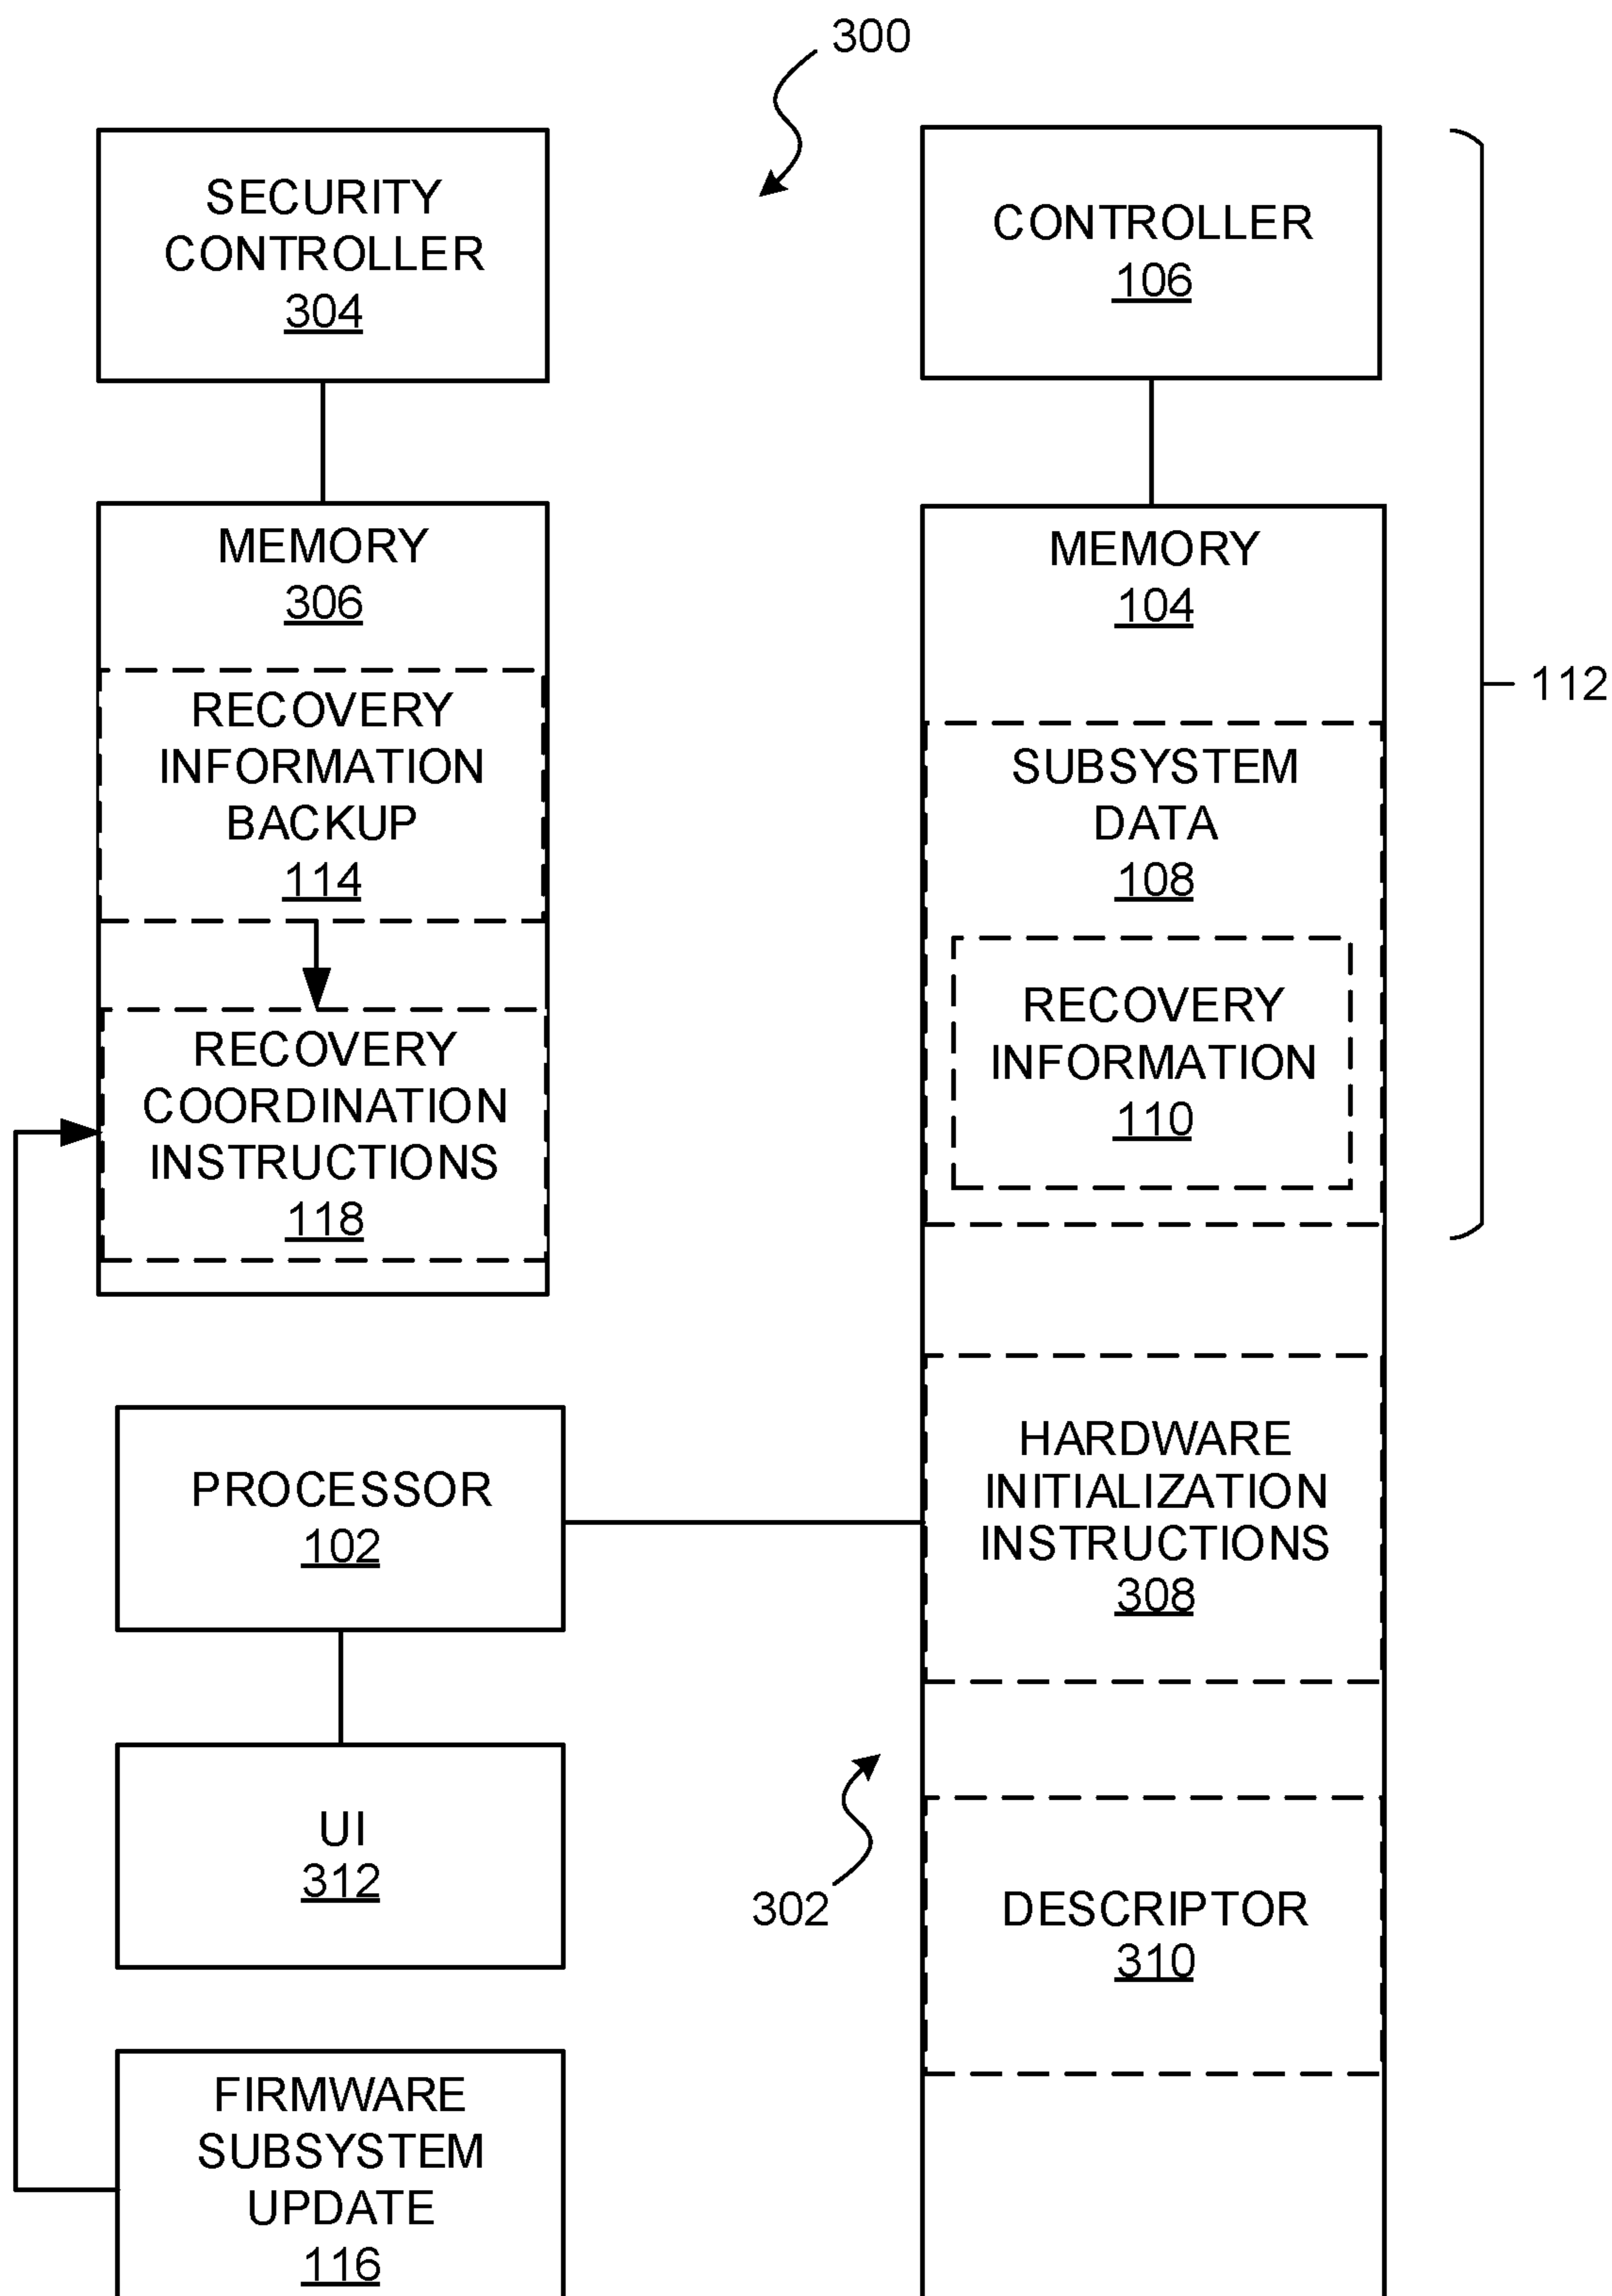 300
SECURITY
CONTROLLER
304
CONTROLLER
106
MEMORY
306
RECOVERY
INFORMATION
BACKUP
114
RECOVERY
COORDINATION
INSTRUCTIONS
118
MEMORY
104
SUBSYSTEM
DATA
108
RECOVERY
INFORMATION
110
112
HARDWARE
INITIALIZATION
INSTRUCTIONS
308
PROCESSOR
102
UI
312
302
DESCRIPTOR
310
FIRMWARE
SUBSYSTEM
UPDATE
116